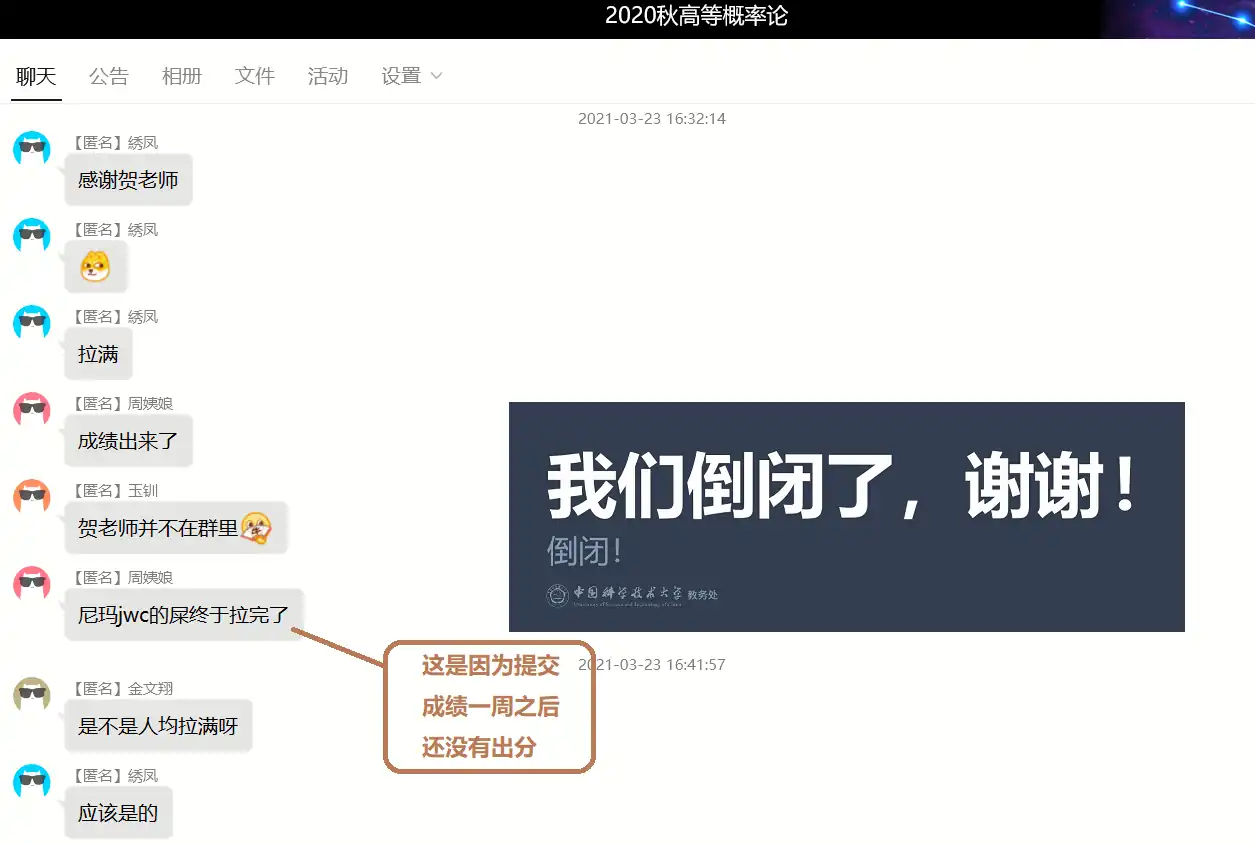 2020秋高等概率论
聊天 公告 相册 文件 活动 设置
2021-03-23 16:32:14
【匿名】绣凤
感谢贺老师
【匿名】绣凤
【匿名】绣凤
拉满
【匿名】周姨娘
成绩出来了
【匿名】玉钏
贺老师并不在群里
【匿名】周姨娘
尼玛jwc的屎终于拉完了
我们倒闭了，谢谢！
倒闭！
中国科学技术大学 教务处
University of Science and Technology of China
这是因为提交
成绩一周之后
还没有出分
2021-03-23 16:41:57
【匿名】金文翔
是不是人均拉满呀
【匿名】绣凤
应该是的